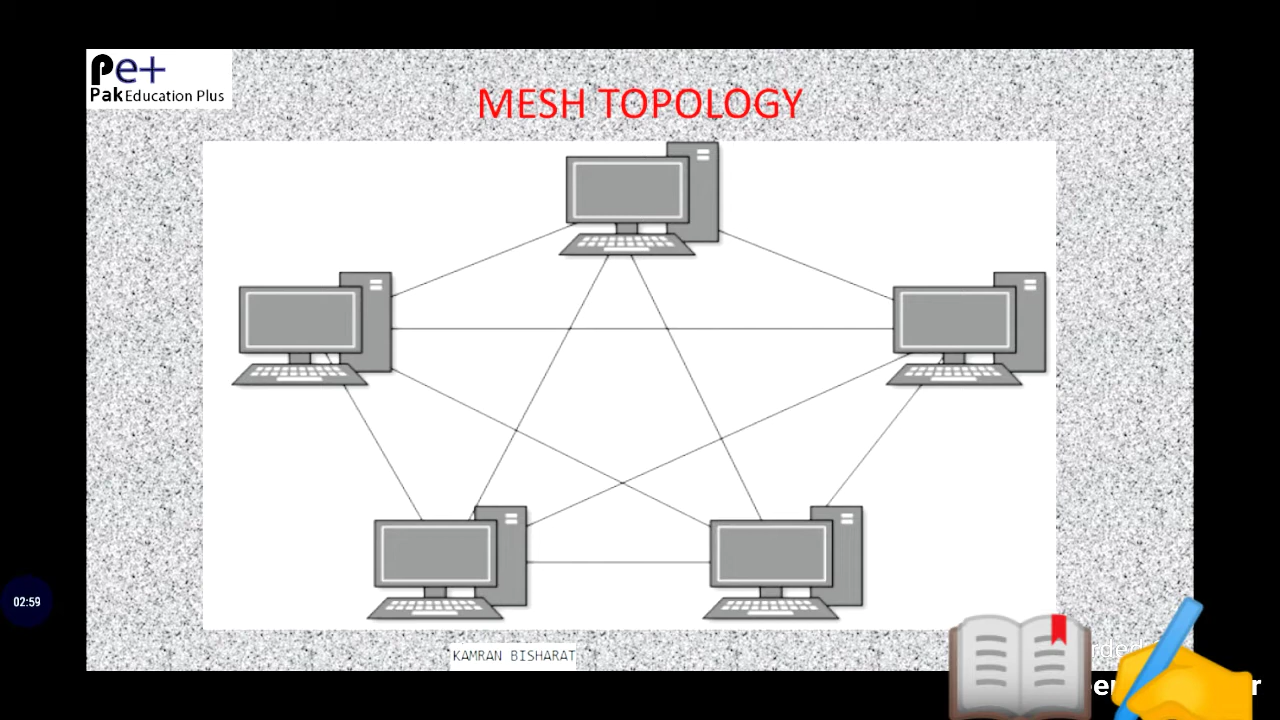 Pe+
Pak Education Plus
MESH TOPOLOGY
02:59
KAMRAN BISHARAT